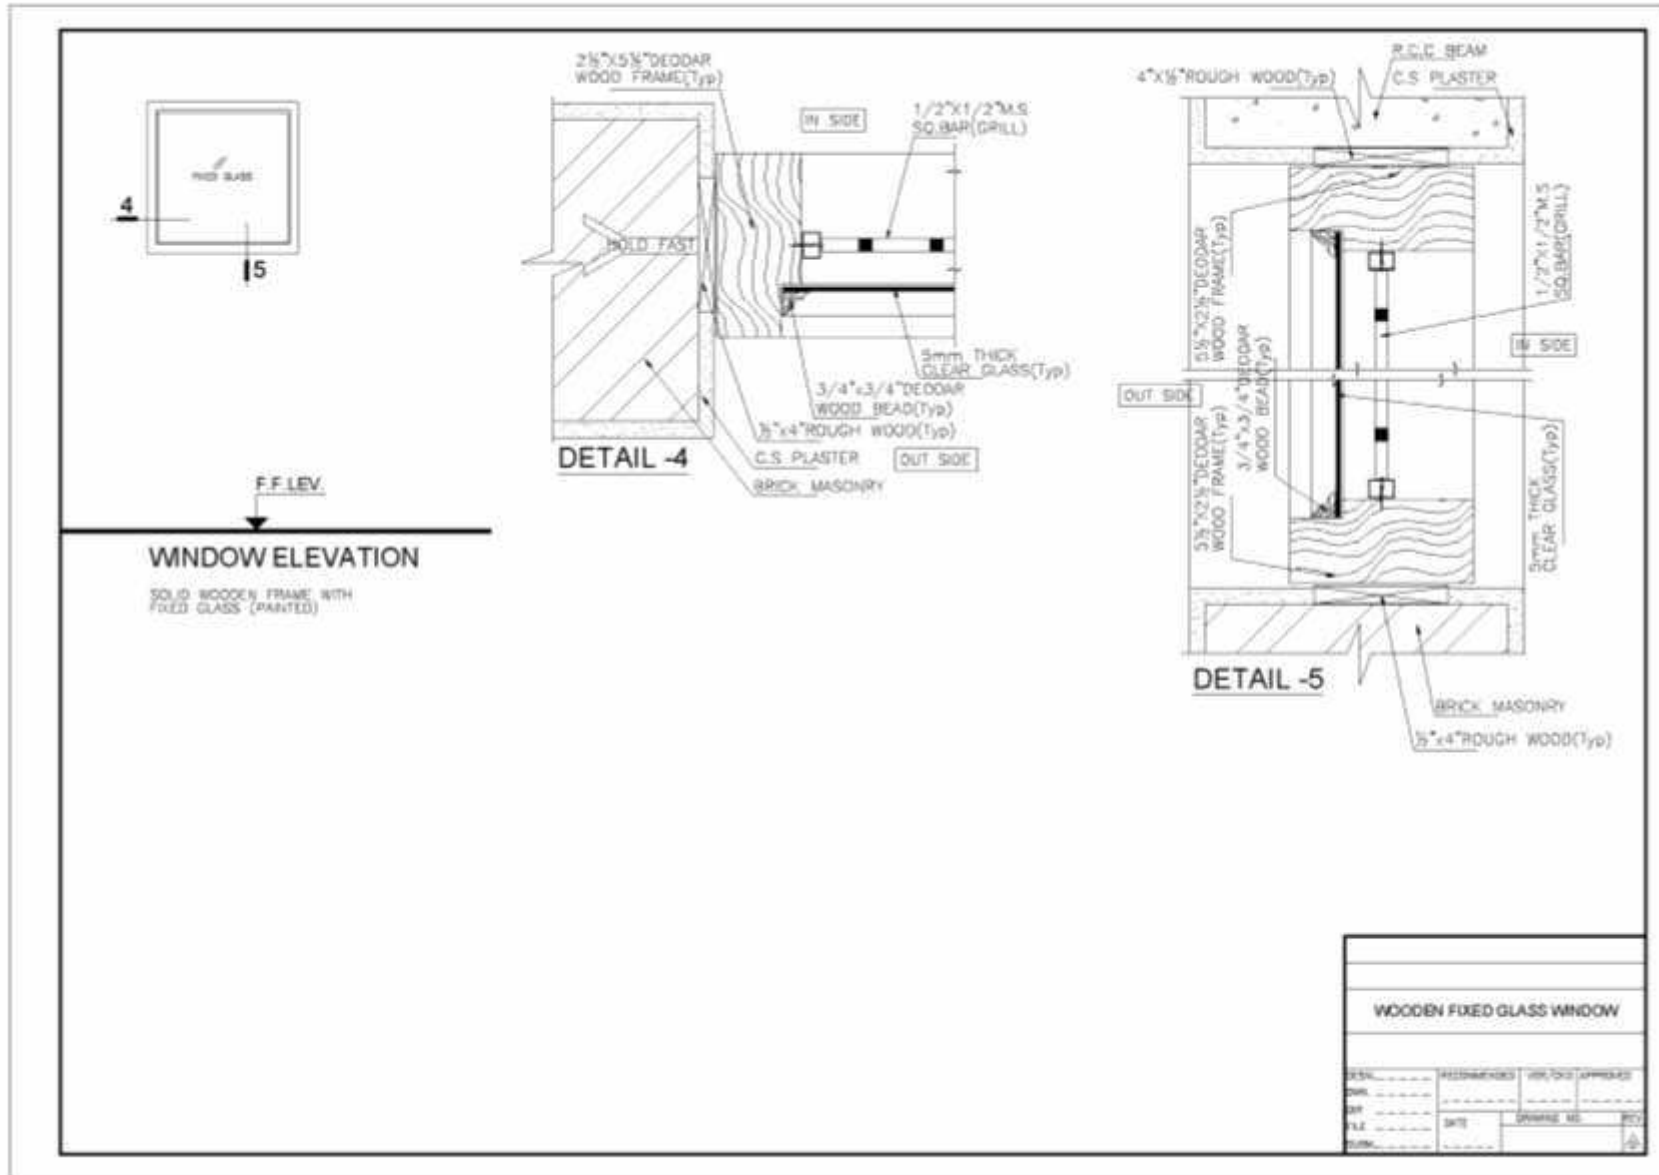 FIXED GLASS
4
5
F.F.LEV.
WINDOW ELEVATION
SOLID WOODEN FRAME WITH
FIXED GLASS (PAINTED)
2½"X5½"DEODAR
WOOD FRAME(Typ)
IN SIDE
1/2"X1/2"M.S
SQ.BAR(GRILL)
HOLD FAST
5mm THICK
CLEAR GLASS(Typ)
3/4"x3/4"DEODAR
WOOD BEAD(Typ)
½"x4"ROUGH WOOD(Typ)
C.S PLASTER
OUT SIDE
BRICK MASONRY
DETAIL -4
R.C.C BEAM
4"X½"ROUGH WOOD(Typ)
C.S PLASTER
5½"X2½"DEODAR
WOOD FRAME(Typ)
1/2"X1/2"M.S
SQ.BAR(GRILL)
IN SIDE
3/4"x3/4"DEODAR
WOOD BEAD(Typ)
OUT SIDE
5½"X2½"DEODAR
WOOD FRAME(Typ)
5mm THICK
CLEAR GLASS(Typ)
DETAIL -5
BRICK MASONRY
½"x4"ROUGH WOOD(Typ)
WOODEN FIXED GLASS WINDOW
RECOMMENDED
APPROVED
DATE
DRAWING NO.
REV